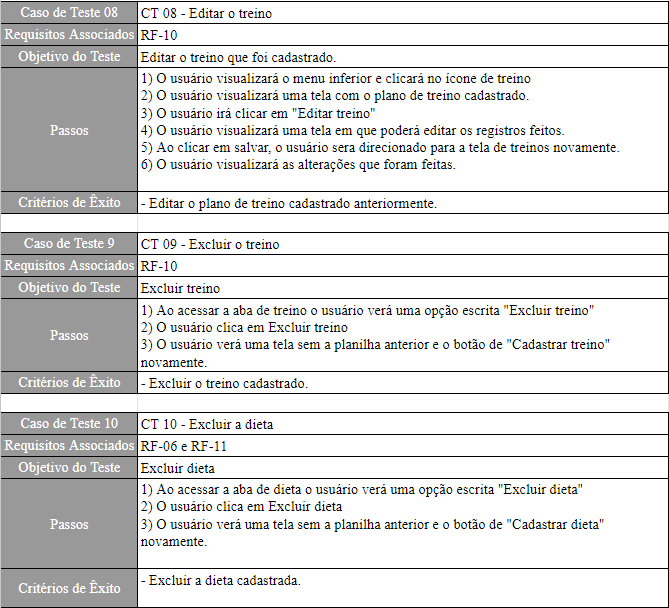 Caso de Teste 08 CT 08 - Editar o treino
Requisitos Associados RF-10
Objetivo do Teste Editar o treino que foi cadastrado.
Passos
1) O usuário visualizará o menu inferior e clicará no ícone de treino
2) O usuário visualizará uma tela com o plano de treino cadastrado.
3) O usuário irá clicar em "Editar treino"
4) O usuário visualizará uma tela em que poderá editar os registros feitos.
5) Ao clicar em salvar, o usuário sera direcionado para a tela de treinos novamente.
6) O usuário visualizará as alterações que foram feitas.
Critérios de Êxito - Editar o plano de treino cadastrado anteriormente.
Caso de Teste 9 CT 09 - Excluir o treino
Requisitos Associados RF-10
Objetivo do Teste Excluir treino
Passos
1) Ao acessar a aba de treino o usuário verá uma opção escrita "Excluir treino"
2) O usuário clica em Excluir treino
3) O usuário verá uma tela sem a planilha anterior e o botão de "Cadastrar treino"
novamente.
Critérios de Êxito - Excluir o treino cadastrado.
Caso de Teste 10 CT 10 - Excluir a dieta
Requisitos Associados RF-06 e RF-11
Objetivo do Teste Excluir dieta
Passos
1) Ao acessar a aba de dieta o usuário verá uma opção escrita "Excluir dieta"
2) O usuário clica em Excluir dieta
3) O usuário verá uma tela sem a planilha anterior e o botão de "Cadastrar dieta"
novamente.
Critérios de Êxito - Excluir a dieta cadastrada.